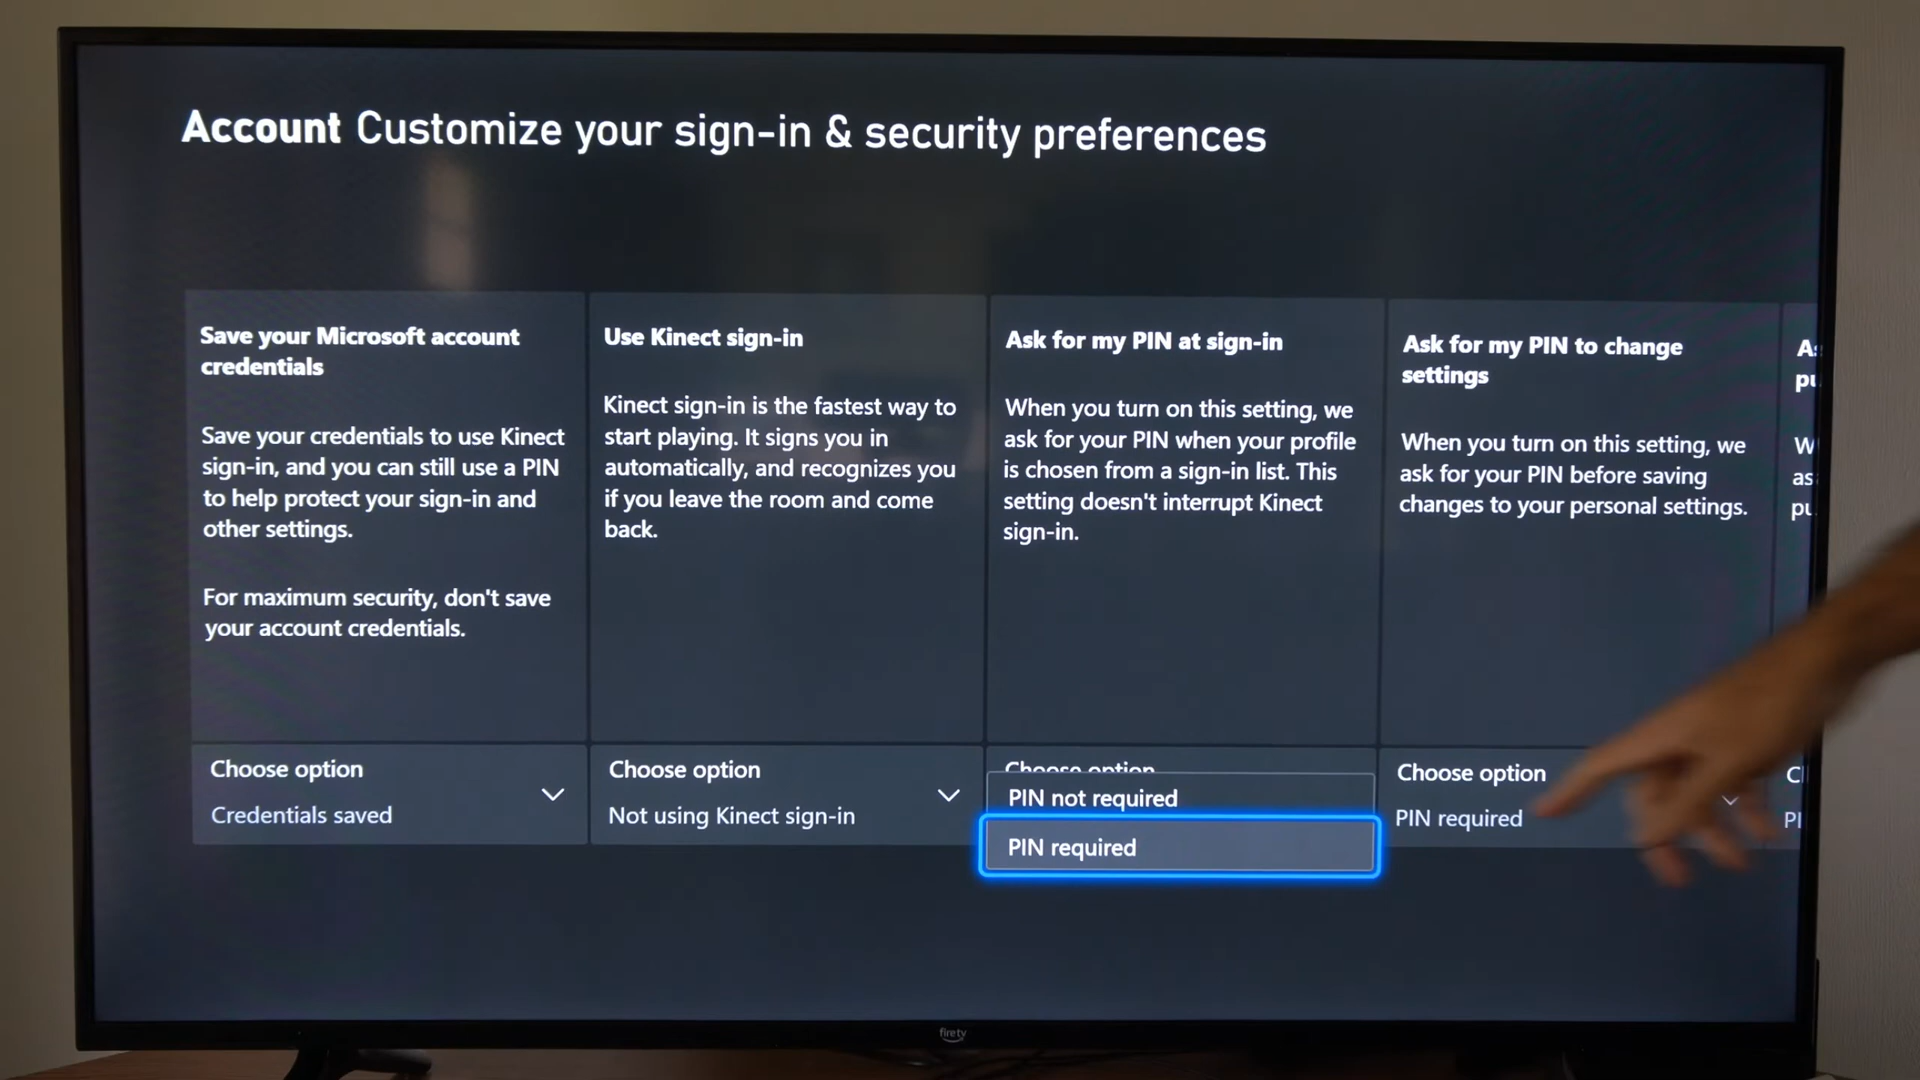 Account Customize your sign-in & security preferences
Save your Microsoft account
credentials
Save your credentials to use Kinect
sign-in, and you can still use a PIN
to help protect your sign-in and
other settings.
For maximum security, don't save
your account credentials.
Choose option
Credentials saved
Use Kinect sign-in
Kinect sign-in is the fastest way to
start playing. It signs you in
automatically, and recognizes you
if you leave the room and come
back.
Choose option
Not using Kinect sign-in
Ask for my PIN at sign-in
When you turn on this setting, we
ask for your PIN when your profile
is chosen from a sign-in list. This
setting doesn't interrupt Kinect
sign-in.
Choose option
PIN not required
PIN required
Ask for my PIN to change
settings
When you turn on this setting, we
ask for your PIN before saving
changes to your personal settings.
Choose option
PIN required
firetv